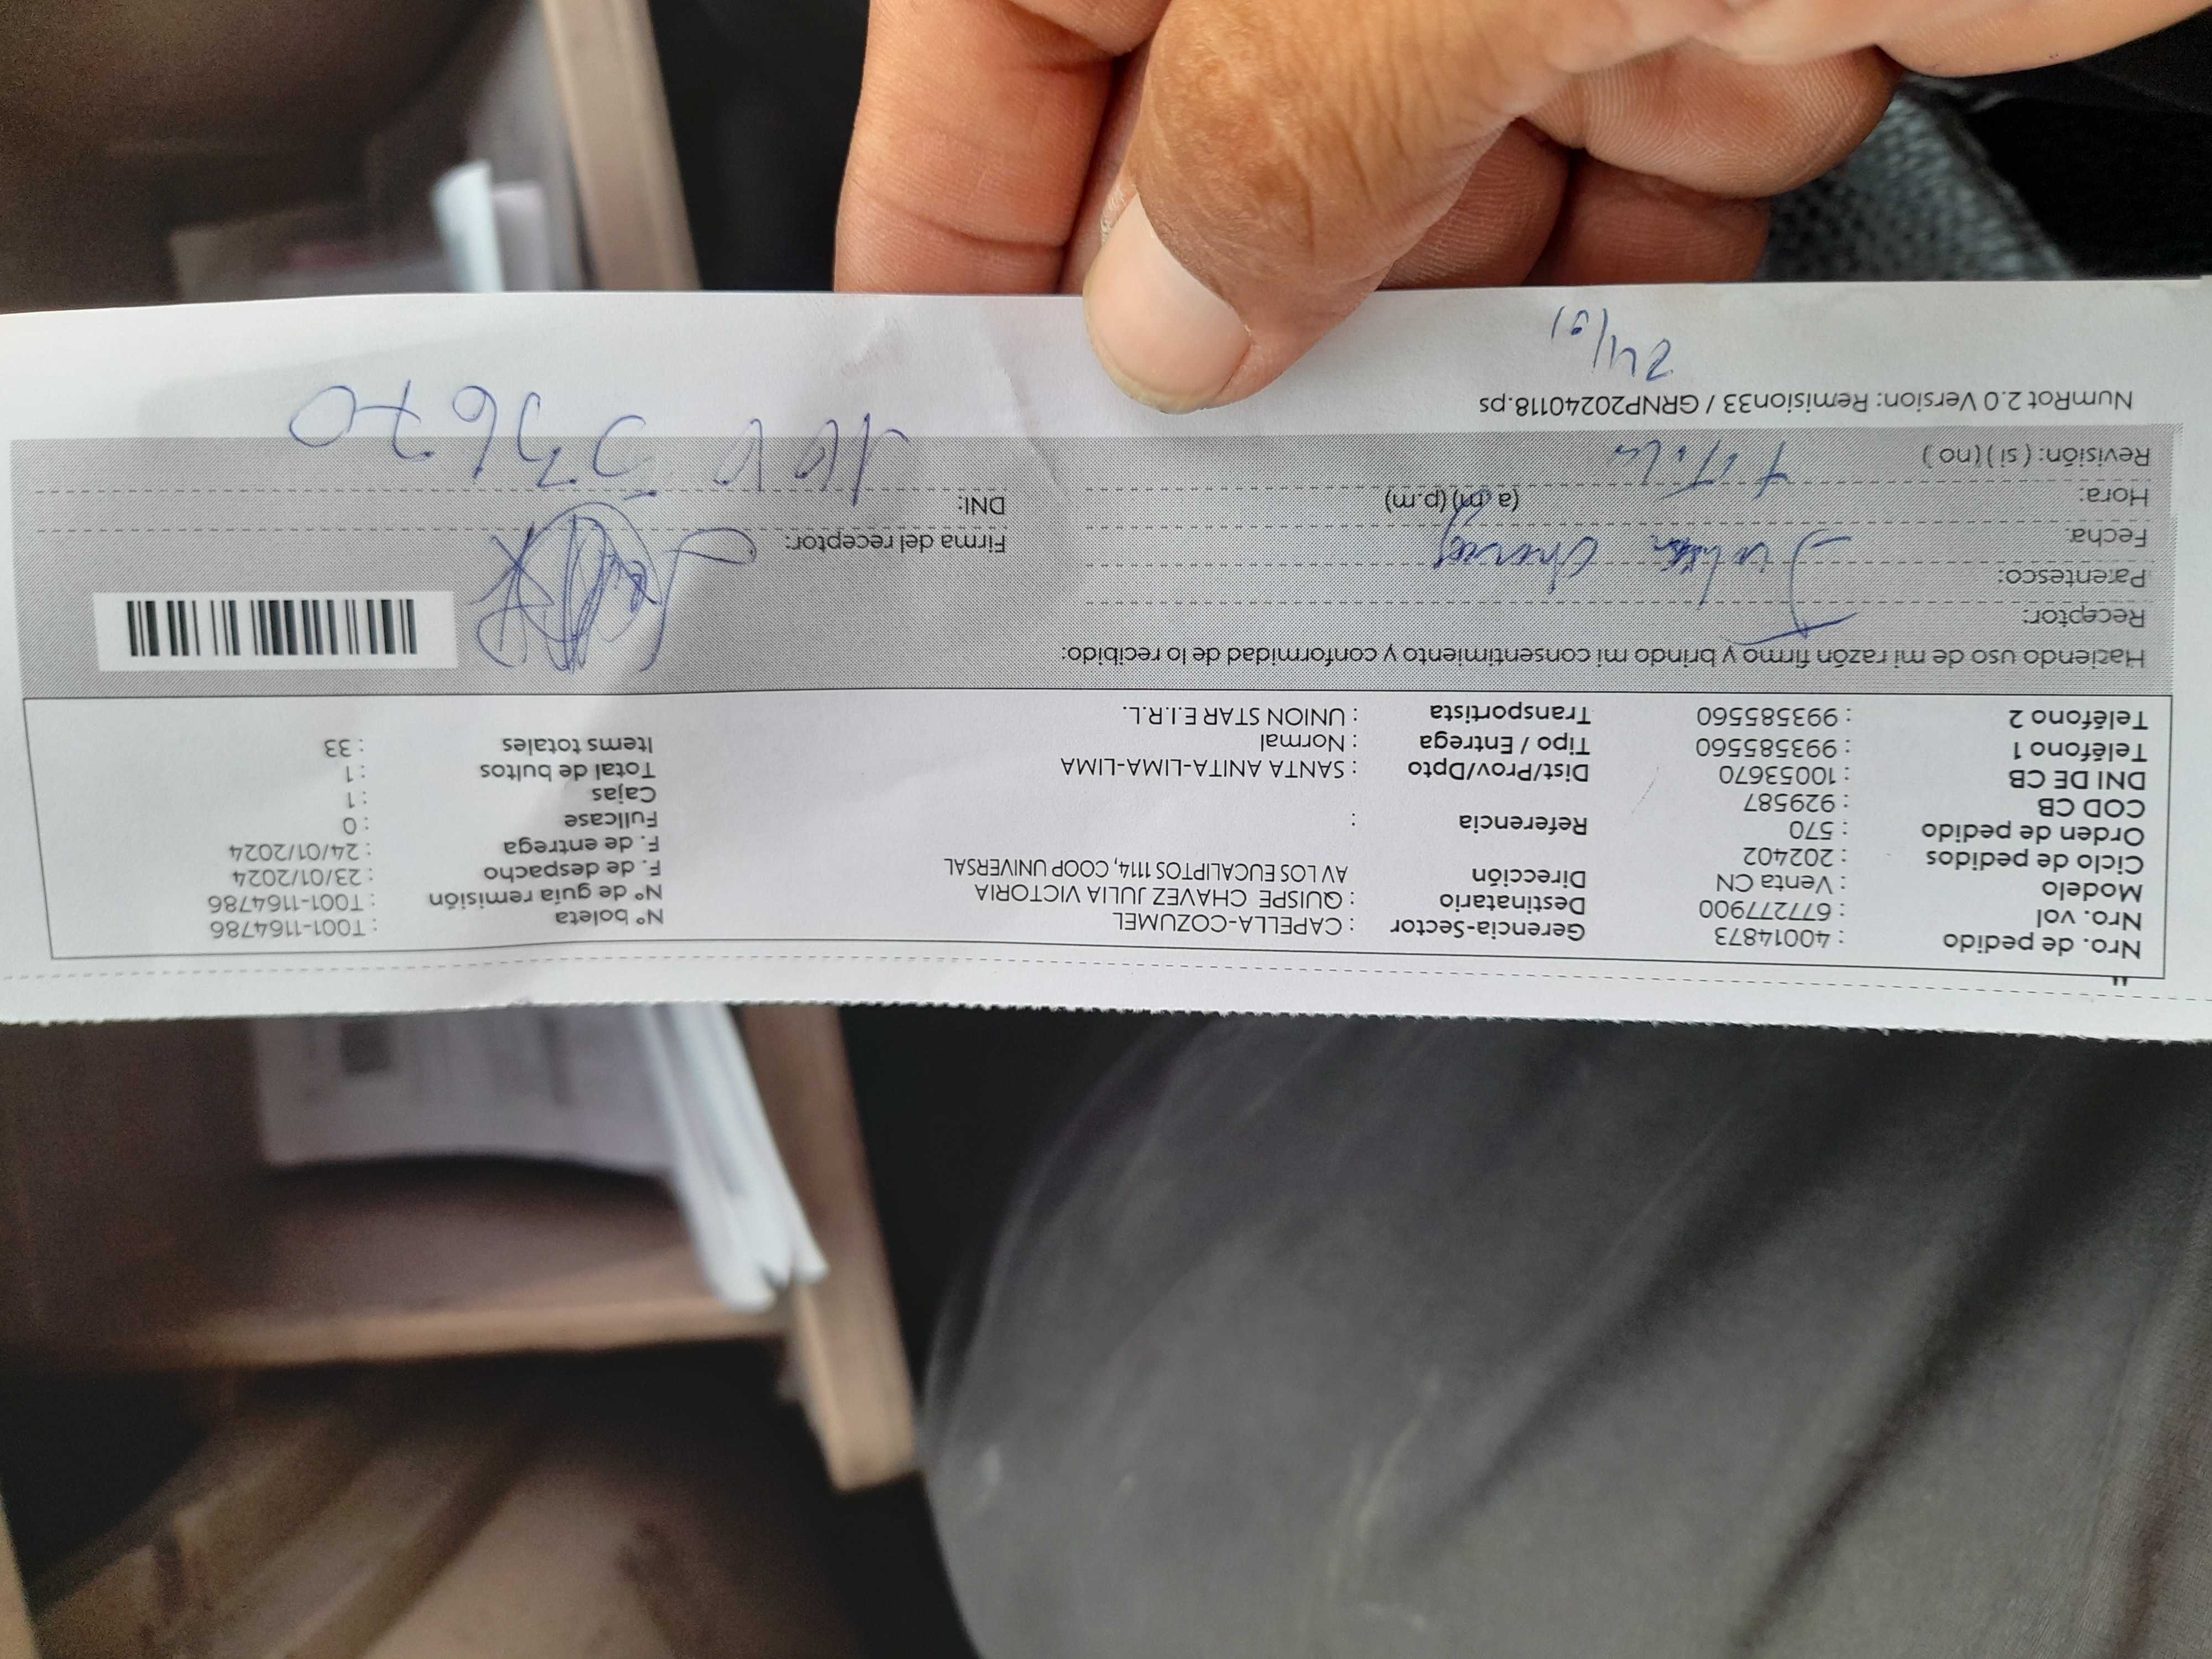 Nro. de pedido : 40014873 Gerencia-Sector : CAPELLA-COZUMEL Nº boleta : T001-1164786
Nro. vol : 677277900 Destinatario : QUISPE CHAVEZ JULIA VICTORIA Nº de guía remisión : T001-1164786
Modelo : Venta CN Dirección AV LOS EUCALIPTOS 1114, COOP UNIVERSAL F. de despacho : 23/01/2024
Ciclo de pedidos : 202402 F. de entrega : 24/01/2024
Orden de pedido : 570 Referencia : Fullcase : 0
COD CB : 929587 Cajas : 1
DNI DE CB : 10053670 Dist/Prov/Dpto : SANTA ANITA-LIMA-LIMA Total de bultos : 1
Teléfono 1 : 993585560 Tipo / Entrega : Normal Items totales : 33
Teléfono 2 : 993585560 Transportista : UNION STAR E.I.R.L.
Haciendo uso de mi razón firmo y brindo mi consentimiento y conformidad de lo recibido:
Receptor:
Parentesco:
Fecha: Chavez Firma del receptor:
Hora: (a m) (p.m) DNI:
Revisión: ( si ) ( no )
NumRot 2.0 Version: Remision33 / GRNP20240118.ps
24/01